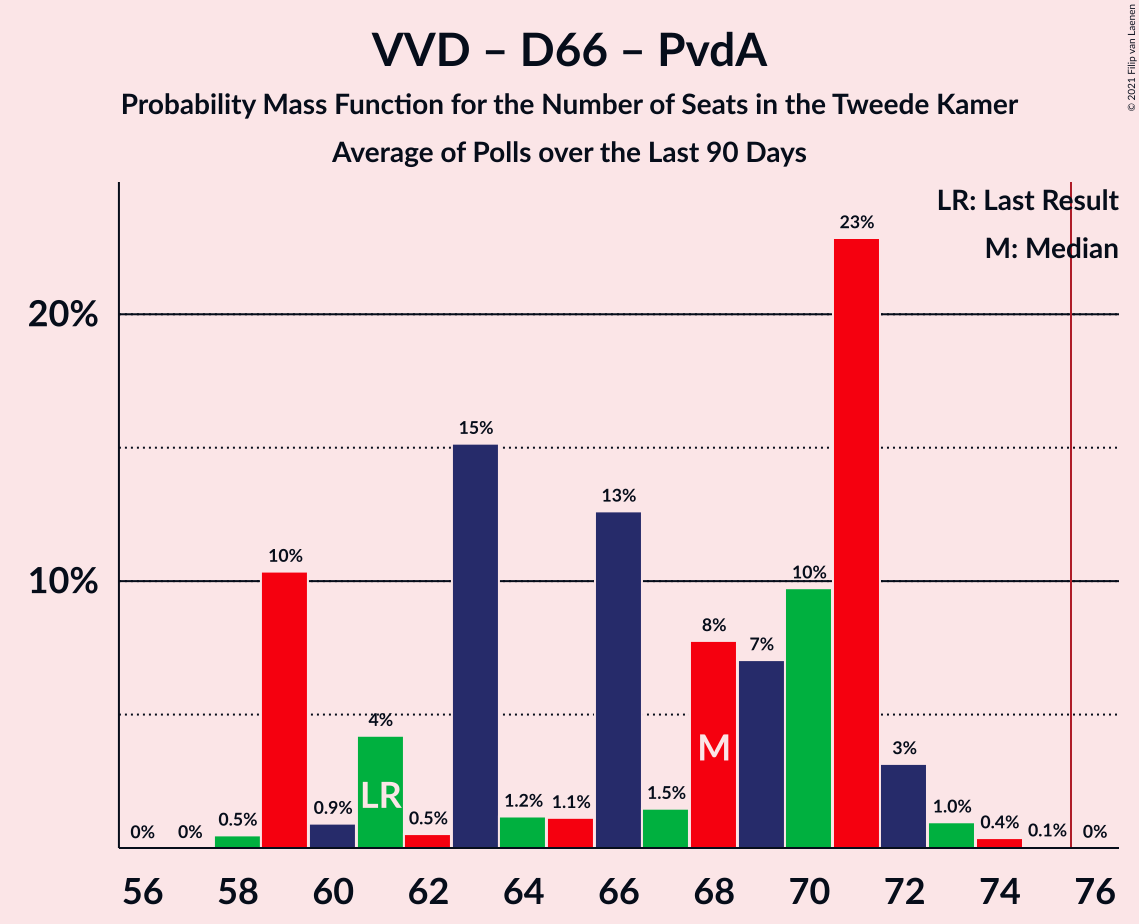 VVD – D66 – PvdA
Probability Mass Function for the Number of Seats in the Tweede Kamer
Average of Polls over the Last 90 Days
© 2021 Filip van Laenen
LR: Last Result
M: Median
23%
20%
15%
13%
10%
10%
10%
8%
7%
4%
3%
M
LR
0% 0% 0.5% 0.9% 0.5% 1.2% 1.1% 1.5% 1.0% 0.4% 0.1% 0%
56 58 60 62 64 66 68 70 72 74 76